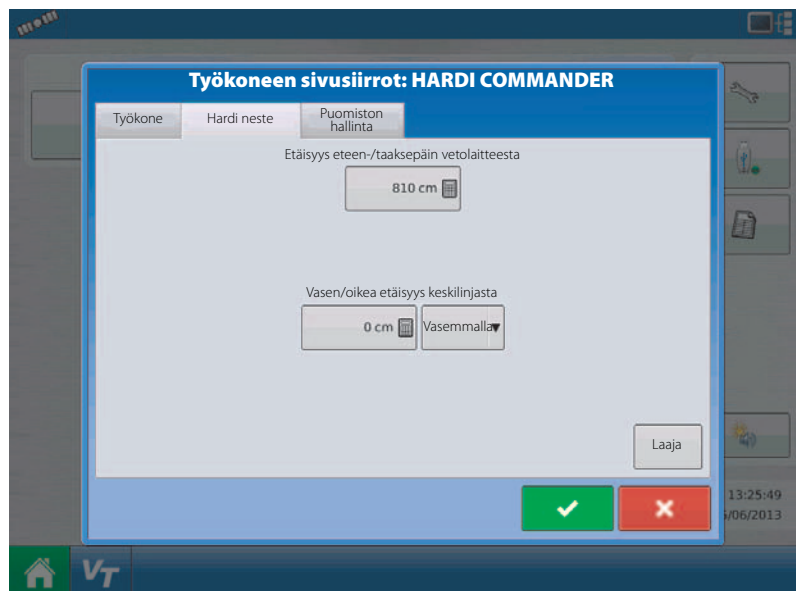 Työkoneen sivusiirrot: HARDI COMMANDER
Työkone
Hardi neste
Puomiston
hallinta
Etäisyys eteen-/taaksepäin vetolaitteesta
810 cm
Vasen/oikea etäisyys keskilinjasta
0 cm
Vasemmalla
Laaja
13:25:49
/06/2013
VT